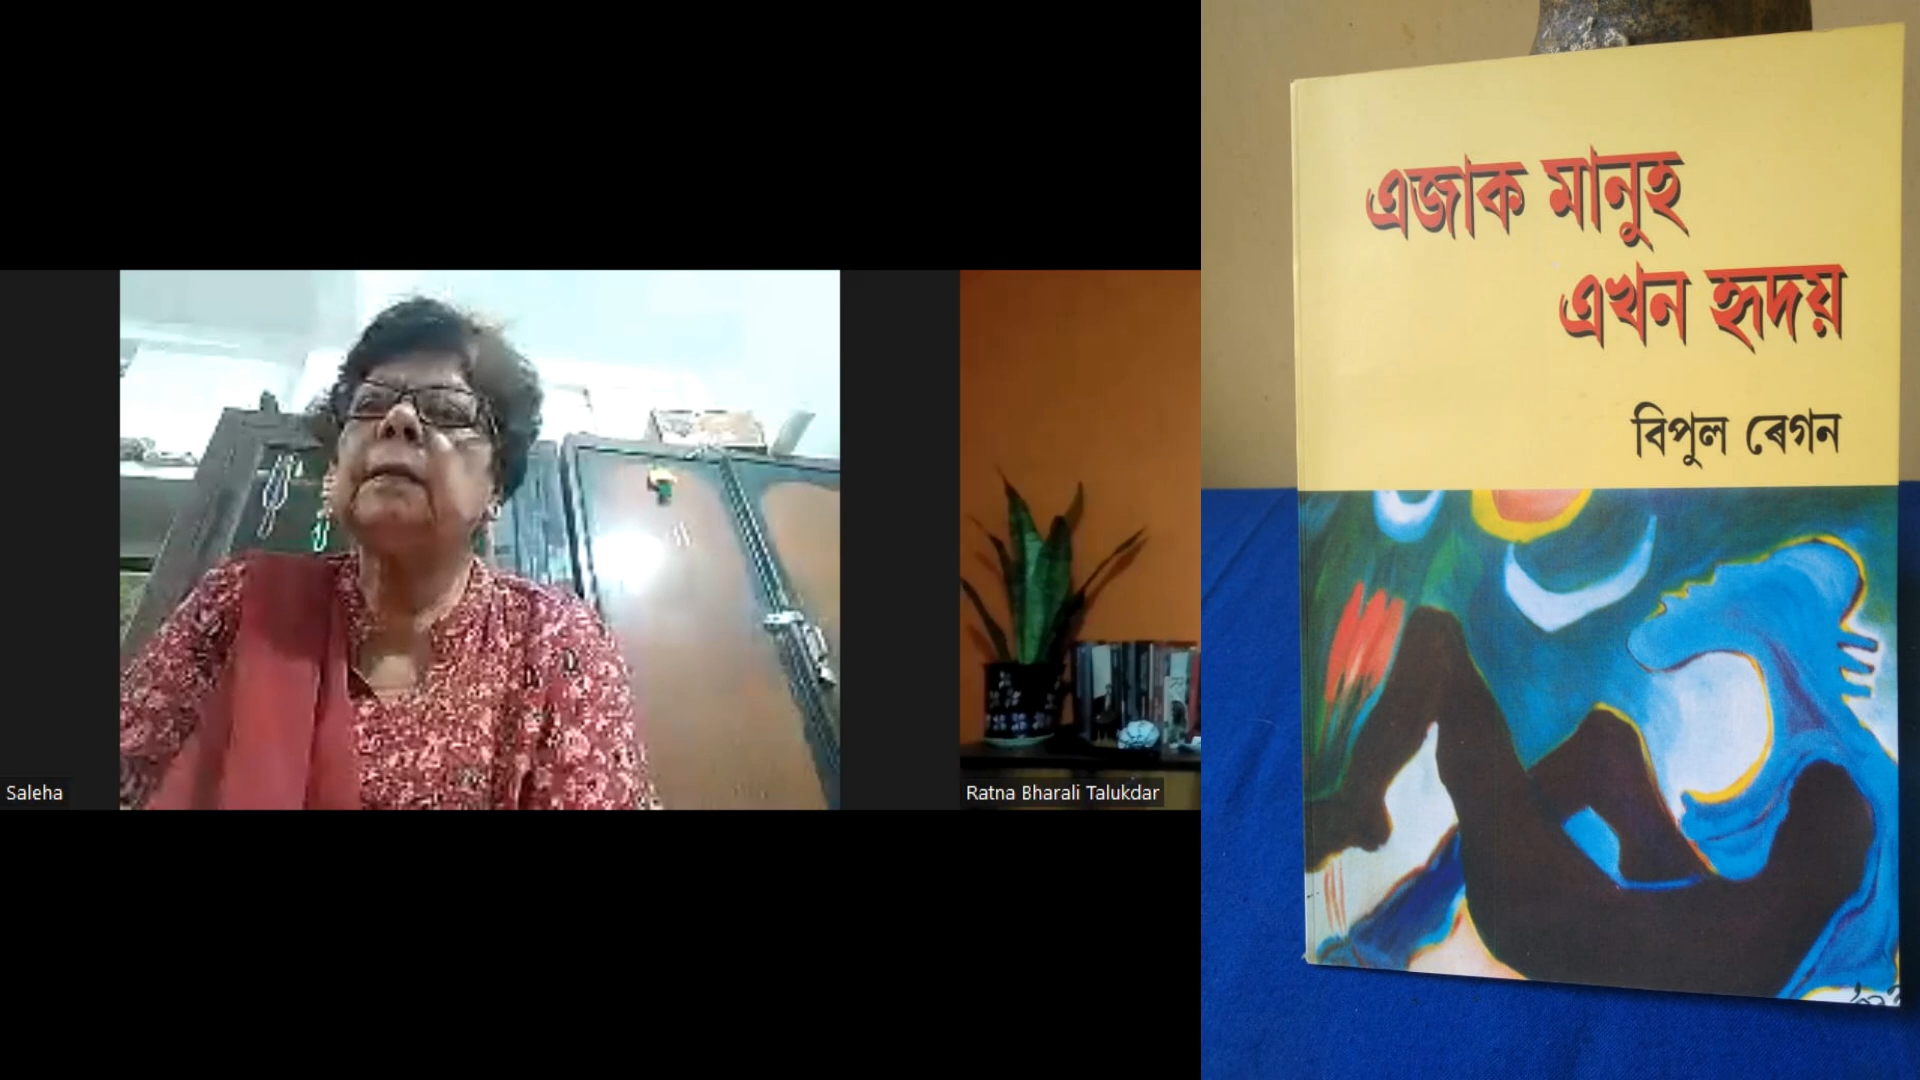 Saleha
Ratna Bharali Talukdar
এজাক মানুহ
এখন হৃদয়
বিপুল ৰেগন